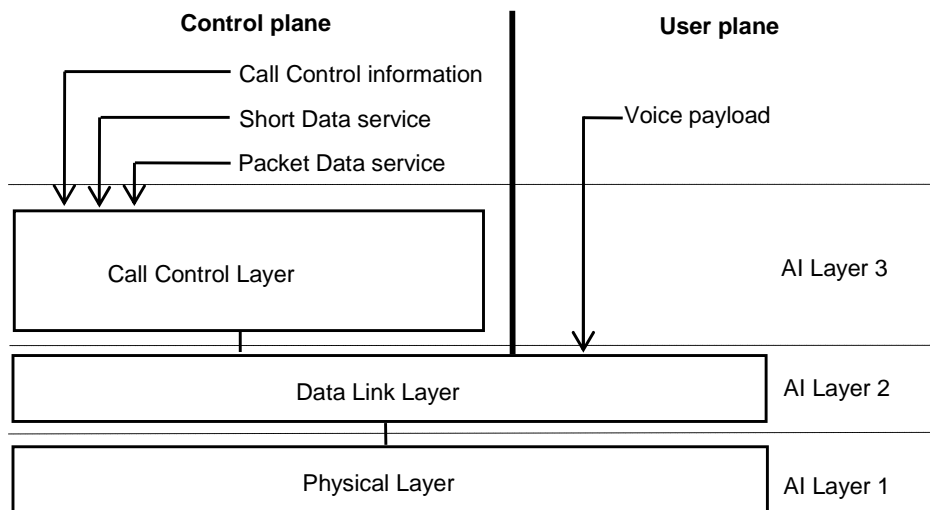 Control plane
User plane
Call Control information
Short Data service
Voice payload
Packet Data service
Call Control Layer
AI Layer 3
Data Link Layer
AI Layer 2
Physical Layer
AI Layer 1